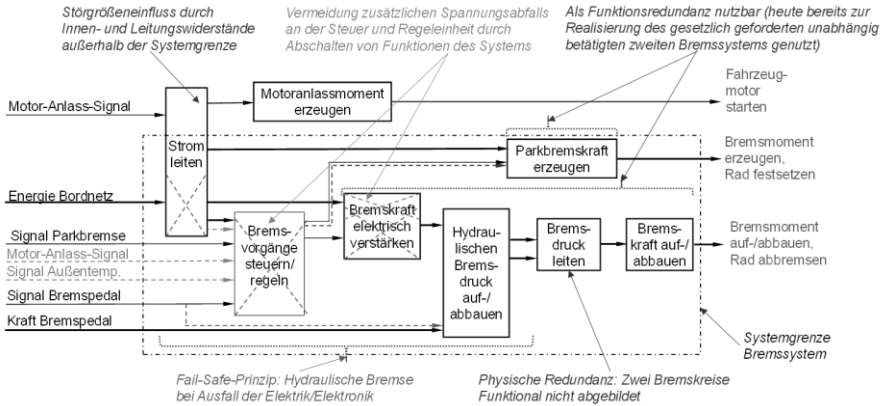 Störgrößeneinfluss durch
Innen- und Leitungswiderstände
außerhalb der Systemgrenze
Vermeidung zusätzlichen Spannungsabfalls
an der Steuer und Regeleinheit durch
Abschalten von Funktionen des Systems
Als Funktionsredundanz nutzbar (heute bereits zur
Realisierung des gesetzlich geforderten unabhängig
betätigten zweiten Bremssystems genutzt)
Motor-Anlass-Signal
Strom
leiten
Motoranlassmoment
erzeugen
Fahrzeug-
motor
starten
Parkbremskraft
erzeugen
Bremsmoment
erzeugen,
Rad festsetzen
Energie Bordnetz
Signal Parkbremse
Motor-Anlass-Signal
Signal Außentemp.
Signal Bremspedal
Kraft Bremspedal
Brems-
vorgänge
steuern/
regeln
Bremskraft
elektrisch
verstärken
Hydrau-
lischen
Brems-
druck
auf-/
abbauen
Brems-
druck
leiten
Brems-
kraft auf-/
abbauen
Bremsmoment
auf-/abbauen,
Rad abbremsen
Systemgrenze
Bremssystem
Fail-Safe-Prinzip: Hydraulische Bremse
bei Ausfall der Elektrik/Elektronik
Physische Redundanz: Zwei Bremskreise
Funktional nicht abgebildet